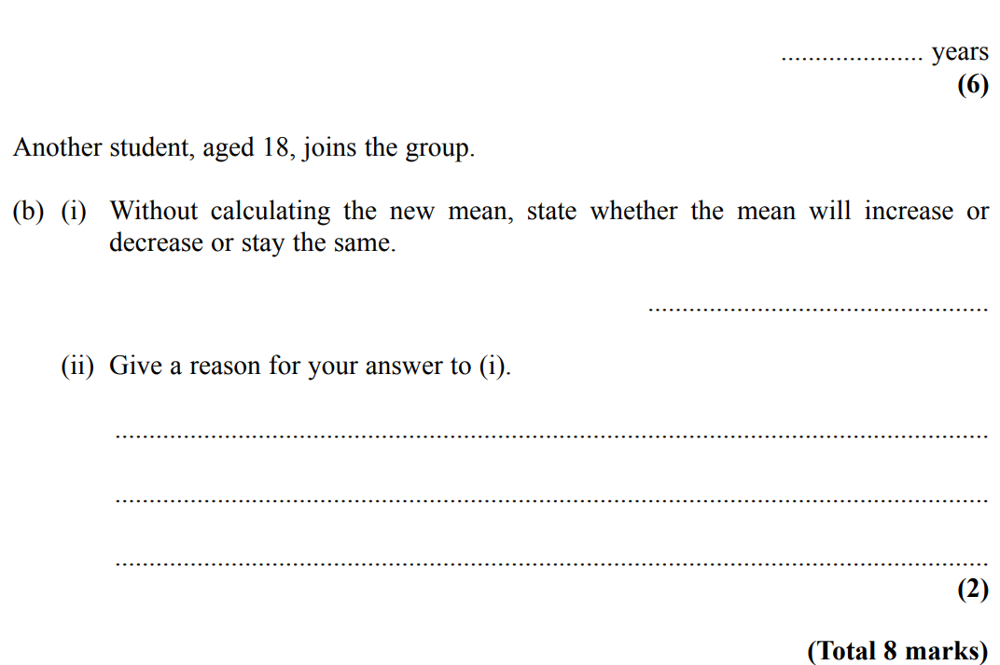 ..................... years
(6)
Another student, aged 18, joins the group.
(b) (i) Without calculating the new mean, state whether the mean will increase or
decrease or stay the same.
..................................................
(ii) Give a reason for your answer to (i).
................................................................................................................................
................................................................................................................................
................................................................................................................................
(2)
(Total 8 marks)